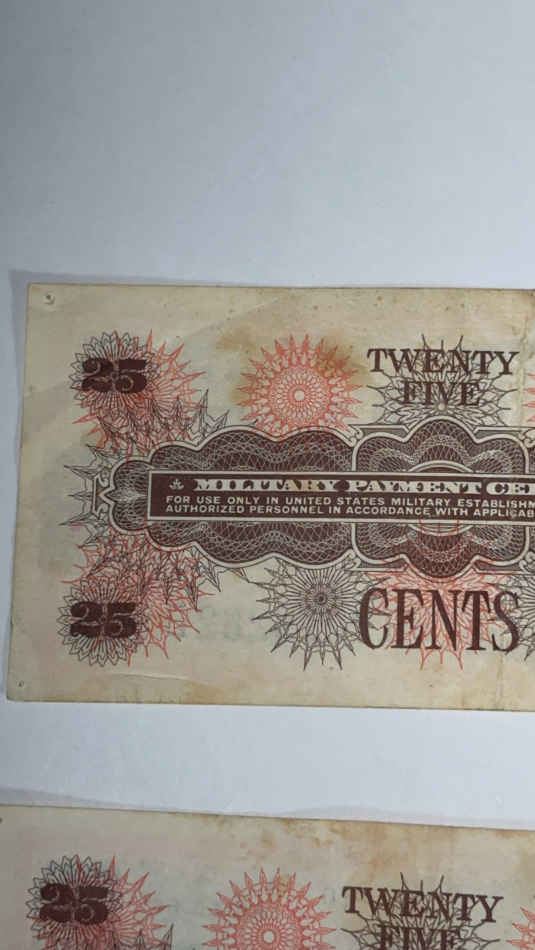 25
TWENTY
FIVE
MILITARY PAYMENT
FOR USE ONLY IN UNITED STATES MILITARY
AUTHORIZED PERSONNEL IN ACCORDANCE WITH
25
CENTS
25
TWENTY
FIVE